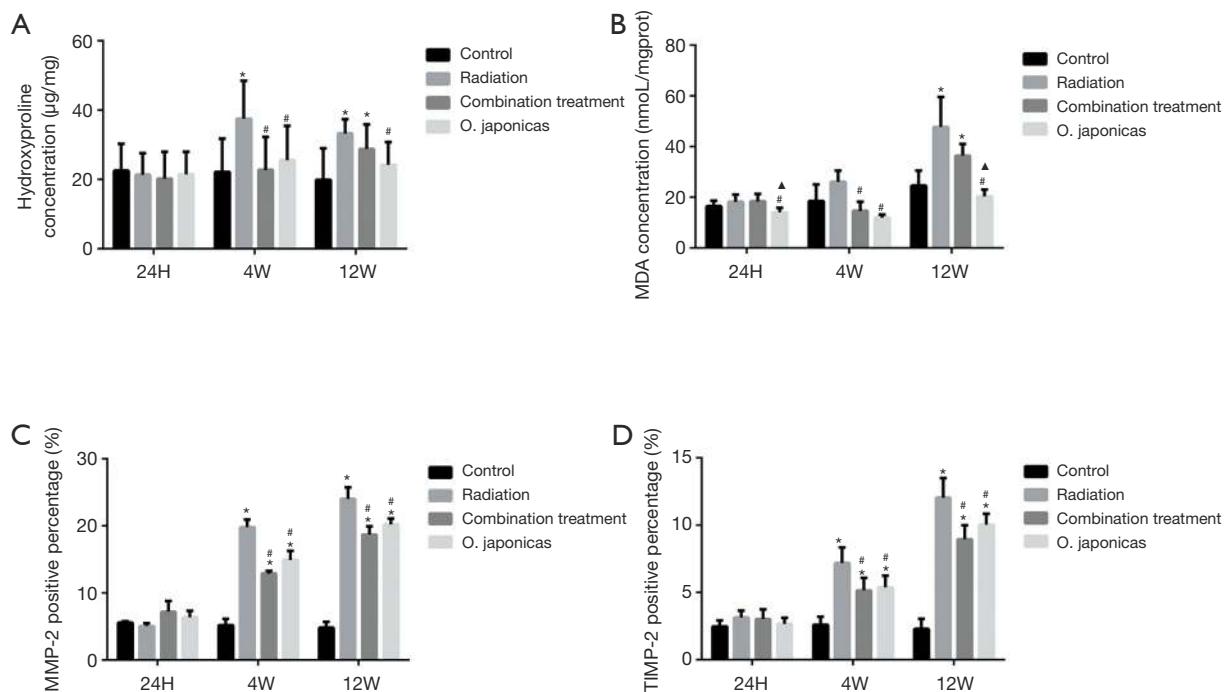 A
Hydroxyproline
concentration (μg/mg)
60
40
20
0
*
#
#
*
*
#
24H
4W
12W
Control
Radiation
Combination treatment
O. japonicas
B
MDA concentration (nmoL/mgprot)
80
60
40
20
0
▲
#
#
#
*
*
▲
#
24H
4W
12W
Control
Radiation
Combination treatment
O. japonicas
C
MMP-2 positive percentage (%)
30
20
10
0
*
#
*
#
*
*
#
*
#
*
24H
4W
12W
Control
Radiation
Combination treatment
O. japonicas
D
TIMP-2 positive percentage (%)
15
10
5
0
*
#
*
#
*
*
#
*
#
*
24H
4W
12W
Control
Radiation
Combination treatment
O. japonicas